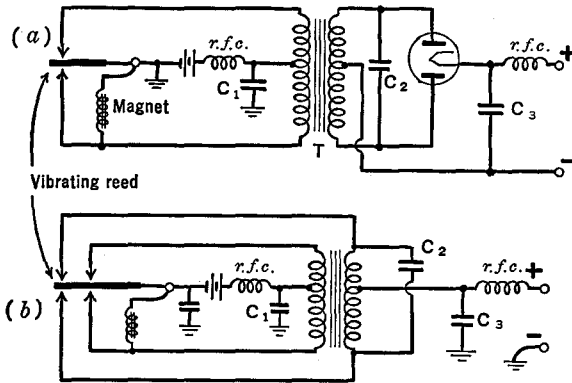 (a)
r.f.c.
C1
Magnet
T
C2
r.f.c.
+
C3
−
Vibrating reed
(b)
r.f.c.
C1
C2
r.f.c.
+
C3
−